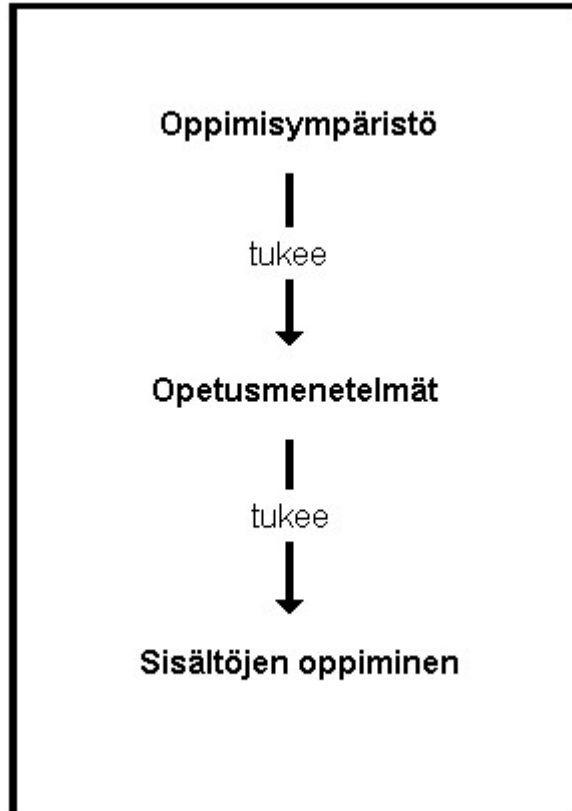 Oppimisympäristö
tukee
Opetusmenetelmät
tukee
Sisältöjen oppiminen